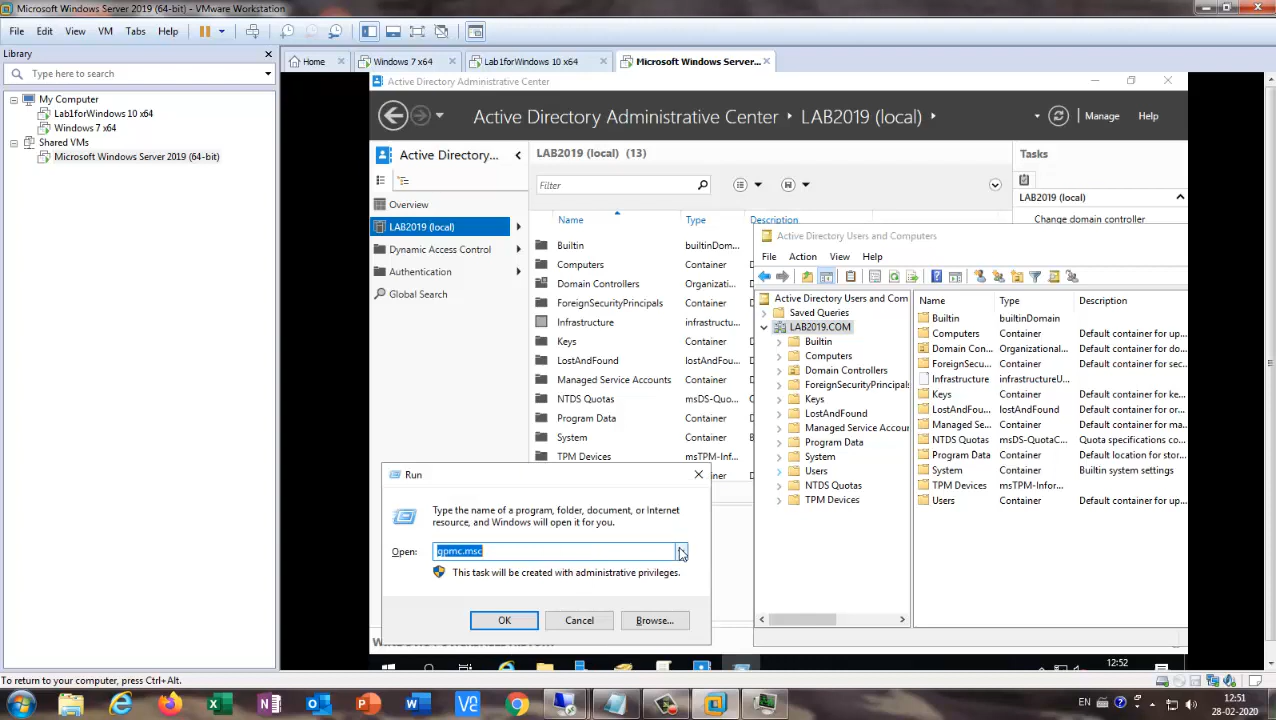 Microsoft Windows Server 2019 (64-bit) - VMware Workstation
File Edit View VM Tabs Help
Library
Type here to search
My Computer
Lab1forWindows 10 x64
Windows 7 x64
Shared VMs
Microsoft Windows Server 2019 (64-bit)
Home
Windows 7 x64
Lab1forWindows 10 x64
Microsoft Windows Server...
Active Directory Administrative Center
Active Directory Administrative Center LAB2019 (local)
Manage
Help
Active Directory...
Overview
LAB2019 (local)
Dynamic Access Control
Authentication
Global Search
LAB2019 (local) (13)
Filter
Name Type Description
Builtin builtinDom...
Computers Container
Domain Controllers Organizati...
ForeignSecurityPrincipals Container
Infrastructure infrastructu...
Keys Container
LostAndFound lostAndFou...
Managed Service Accounts Container
NTDS Quotas msDS-Quo...
Program Data Container
System Container
TPM Devices msTPM-Inf...
Tasks
LAB2019 (local)
Change domain controller
Active Directory Users and Computers
File Action View Help
Active Directory Users and Com
Saved Queries
LAB2019.COM
Builtin
Computers
Domain Controllers
ForeignSecurityPrincipals
Keys
LostAndFound
Managed Service Accour
Program Data
System
Users
NTDS Quotas
TPM Devices
Name Type Description
Builtin builtinDomain
Computers Container Default container for up...
Domain Con... Organizational... Default container for do...
ForeignSecu... Container Default container for sec...
Infrastructure infrastructureU...
Keys Container Default container for ke...
LostAndFou... lostAndFound Default container for or...
Managed Se... Container Default container for ma...
NTDS Quotas msDS-QuotaC... Quota specifications co...
Program Data Container Default location for stor...
System Container Builtin system settings
TPM Devices msTPM-Infor...
Users Container Default container for up...
Run
Type the name of a program, folder, document, or Internet
resource, and Windows will open it for you.
Open: gpmc.msc
This task will be created with administrative privileges.
OK Cancel Browse...
12:52
To return to your computer, press Ctrl+Alt.
EN
12:51
28-02-2020